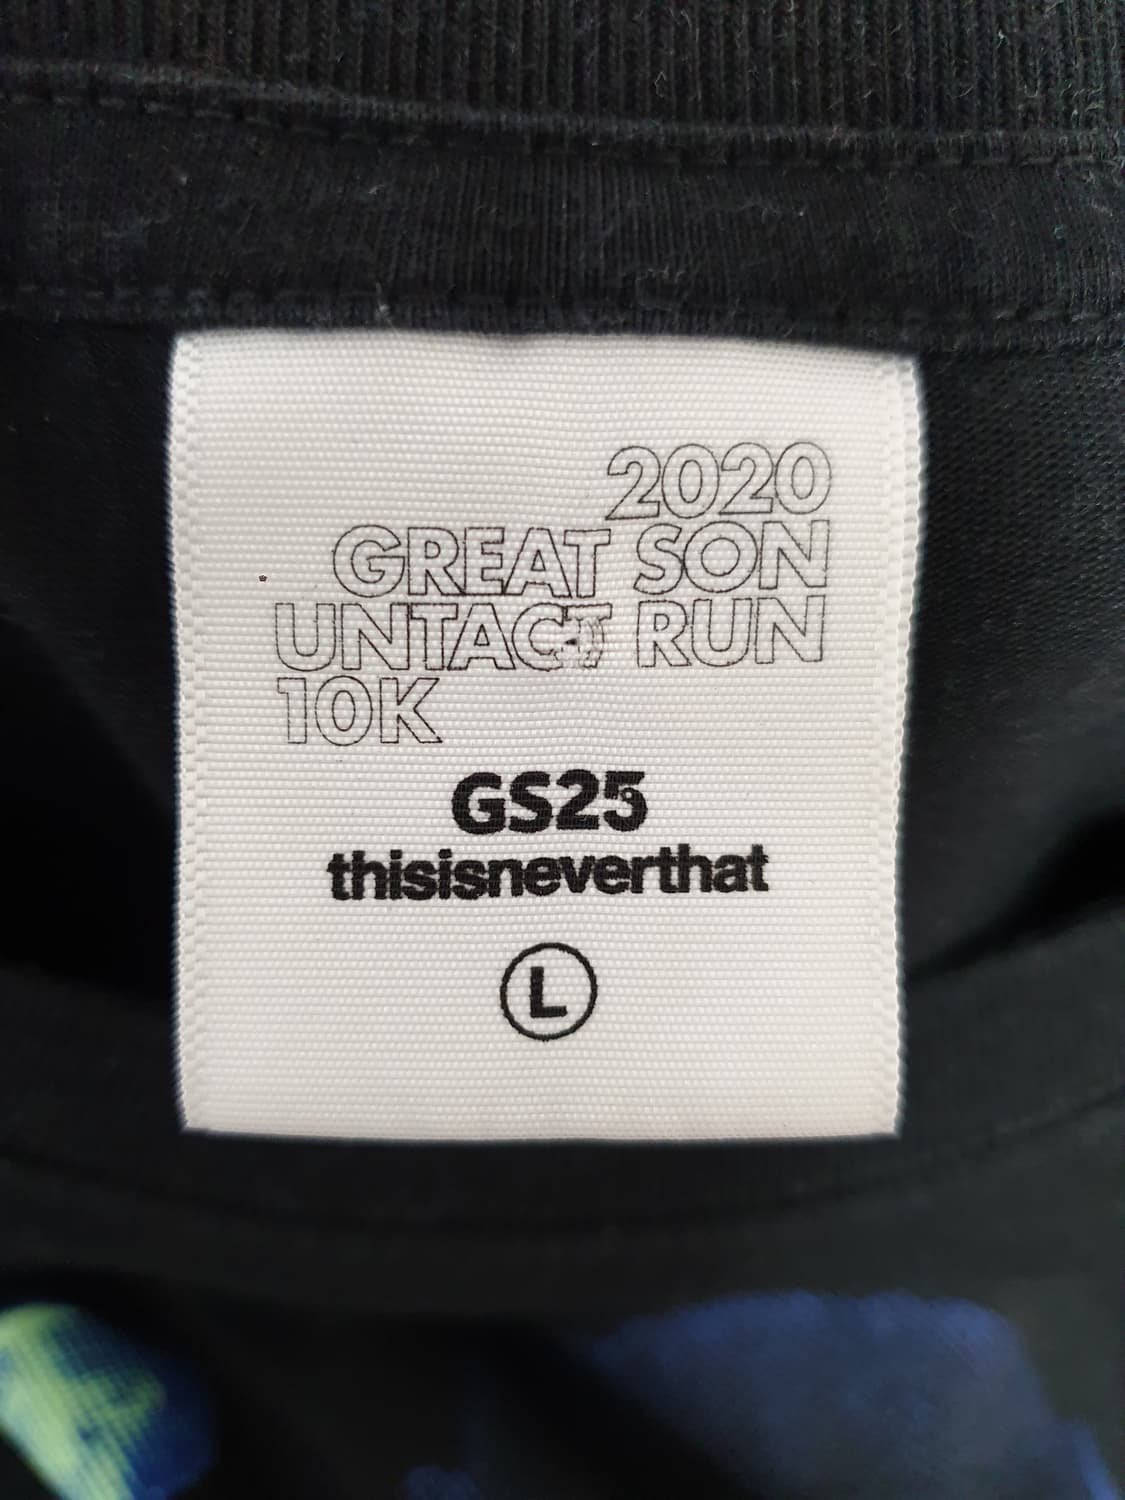 2020
GREAT SON
UNTACT RUN
10K
GS25
thisisneverthat
L